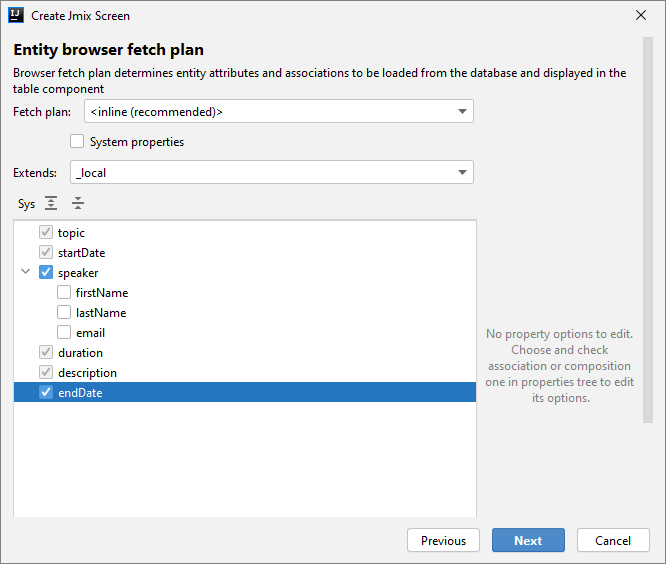 IJ
Create Jmix Screen
Entity browser fetch plan
Browser fetch plan determines entity attributes and associations to be loaded from the database and displayed in the
table component
Fetch plan: <inline (recommended)>
System properties
Extends: _local
Sys
topic
startDate
speaker
firstName
lastName
email
duration
description
endDate
No property options to edit.
Choose and check
association or composition
one in properties tree to edit
its options.
Previous Next Cancel